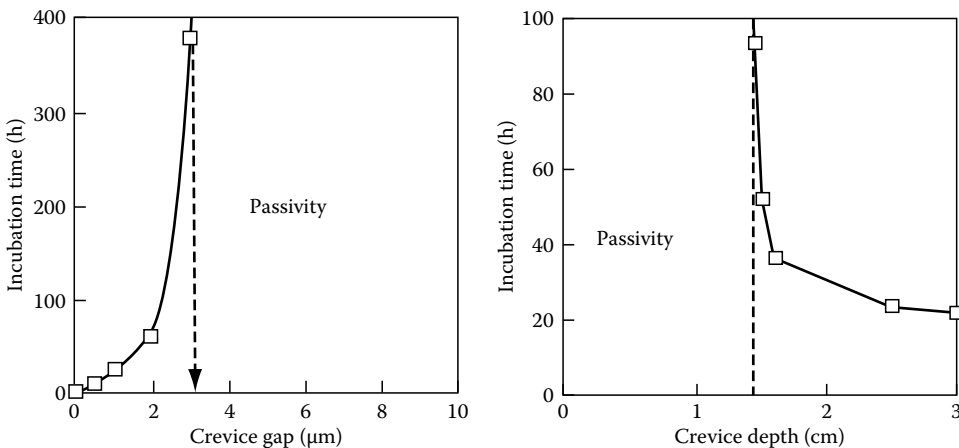 400
300
200
100
0
Incubation time (h)
Passivity
0 2 4 6 8 10
Crevice gap (μm)
100
80
60
40
20
0
Incubation time (h)
Passivity
0 1 2 3
Crevice depth (cm)